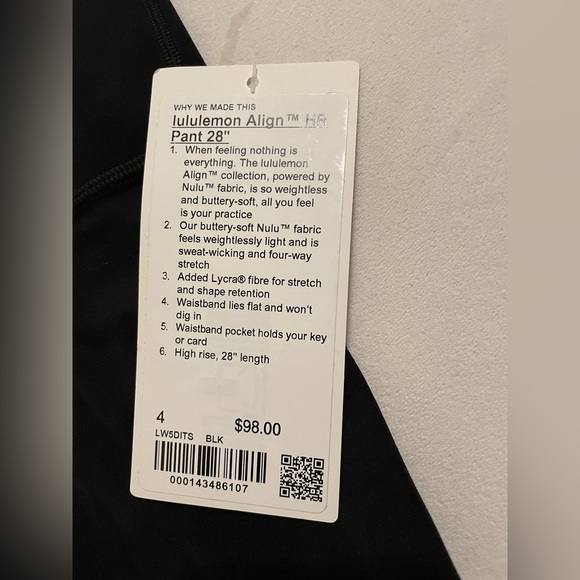 WHY WE MADE THIS
lululemon Align™ HR
Pant 28"
1. When feeling nothing is
everything. The lululemon
Align™ collection, powered by
Nulu™ fabric, is so weightless
and buttery-soft, all you feel
is your practice
2. Our buttery-soft Nulu™ fabric
feels weightlessly light and is
sweat-wicking and four-way
stretch
3. Added Lycra® fibre for stretch
and shape retention
4. Waistband lies flat and won't
dig in
5. Waistband pocket holds your key
or card
6. High rise, 28" length
4 $98.00
LW5DITS BLK
000143486107